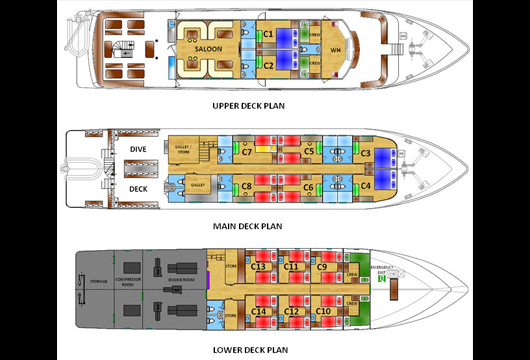 SALOON
C1
C2
CREW
CREW
WH
UPPER DECK PLAN
DIVE
DECK
GALLEY /
STORE
GALLEY
C7
C5
C3
C8
C6
C4
MAIN DECK PLAN
STORAGE
COMPRESSOR
ROOM
ENGINE ROOM
STORE
STORE
C13
C11
C9
C14
C12
C10
CREW
CREW
EMERGENCY
EXIT
LOWER DECK PLAN